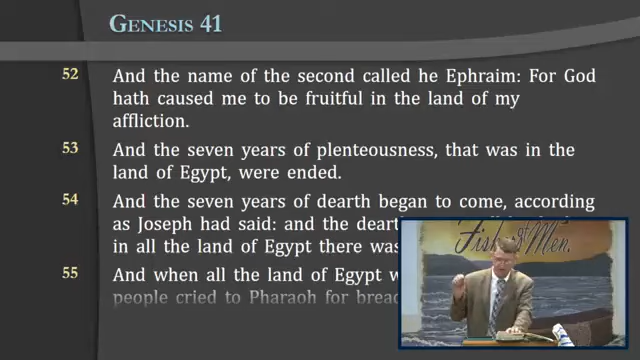 GENESIS 41
52 And the name of the second called he Ephraim: For God
hath caused me to be fruitful in the land of my
affliction.
53 And the seven years of plenteousness, that was in the
land of Egypt, were ended.
54 And the seven years of dearth began to come, according
as Joseph had said: and the
in all the land of Egypt there was
55 And when all the land of Egypt
people cried to Pharaoh for
of Men.